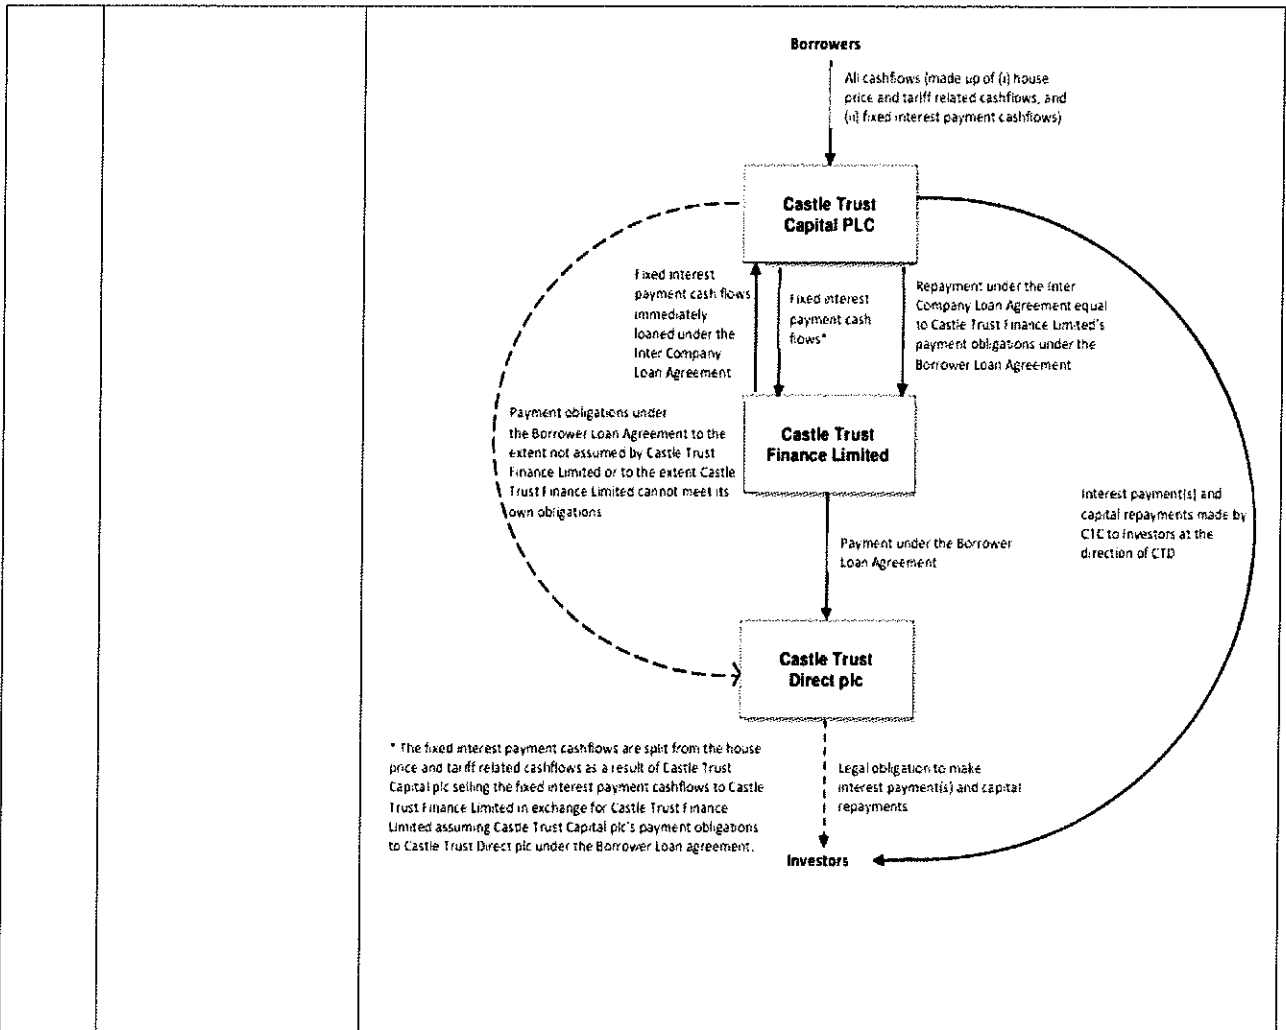 Borrowers
All cashflows (made up of (i) house
price and tariff related cashflows, and
(ii) fixed interest payment cashflows)
Castle Trust
Capital PLC
Fixed interest
payment cash flows
immediately
loaned under the
Inter Company
Loan Agreement
Fixed interest
payment cash
flows*
Repayment under the Inter
Company Loan Agreement equal
to Castle Trust Finance Limited's
payment obligations under the
Borrower Loan Agreement
Payment obligations under
the Borrower Loan Agreement to the
extent not assumed by Castle Trust
Finance Limited or to the extent Castle
Trust Finance Limited cannot meet its
own obligations
Castle Trust
Finance Limited
Interest payment(s) and
capital repayments made by
CTC to investors at the
direction of CTD
Payment under the Borrower
Loan Agreement
Castle Trust
Direct plc
* The fixed interest payment cashflows are split from the house
price and tariff related cashflows as a result of Castle Trust
Capital plc selling the fixed interest payment cashflows to Castle
Trust Finance Limited in exchange for Castle Trust Finance
Limited assuming Castle Trust Capital plc's payment obligations
to Castle Trust Direct plc under the Borrower Loan agreement.
Legal obligation to make
interest payment(s) and capital
repayments
Investors